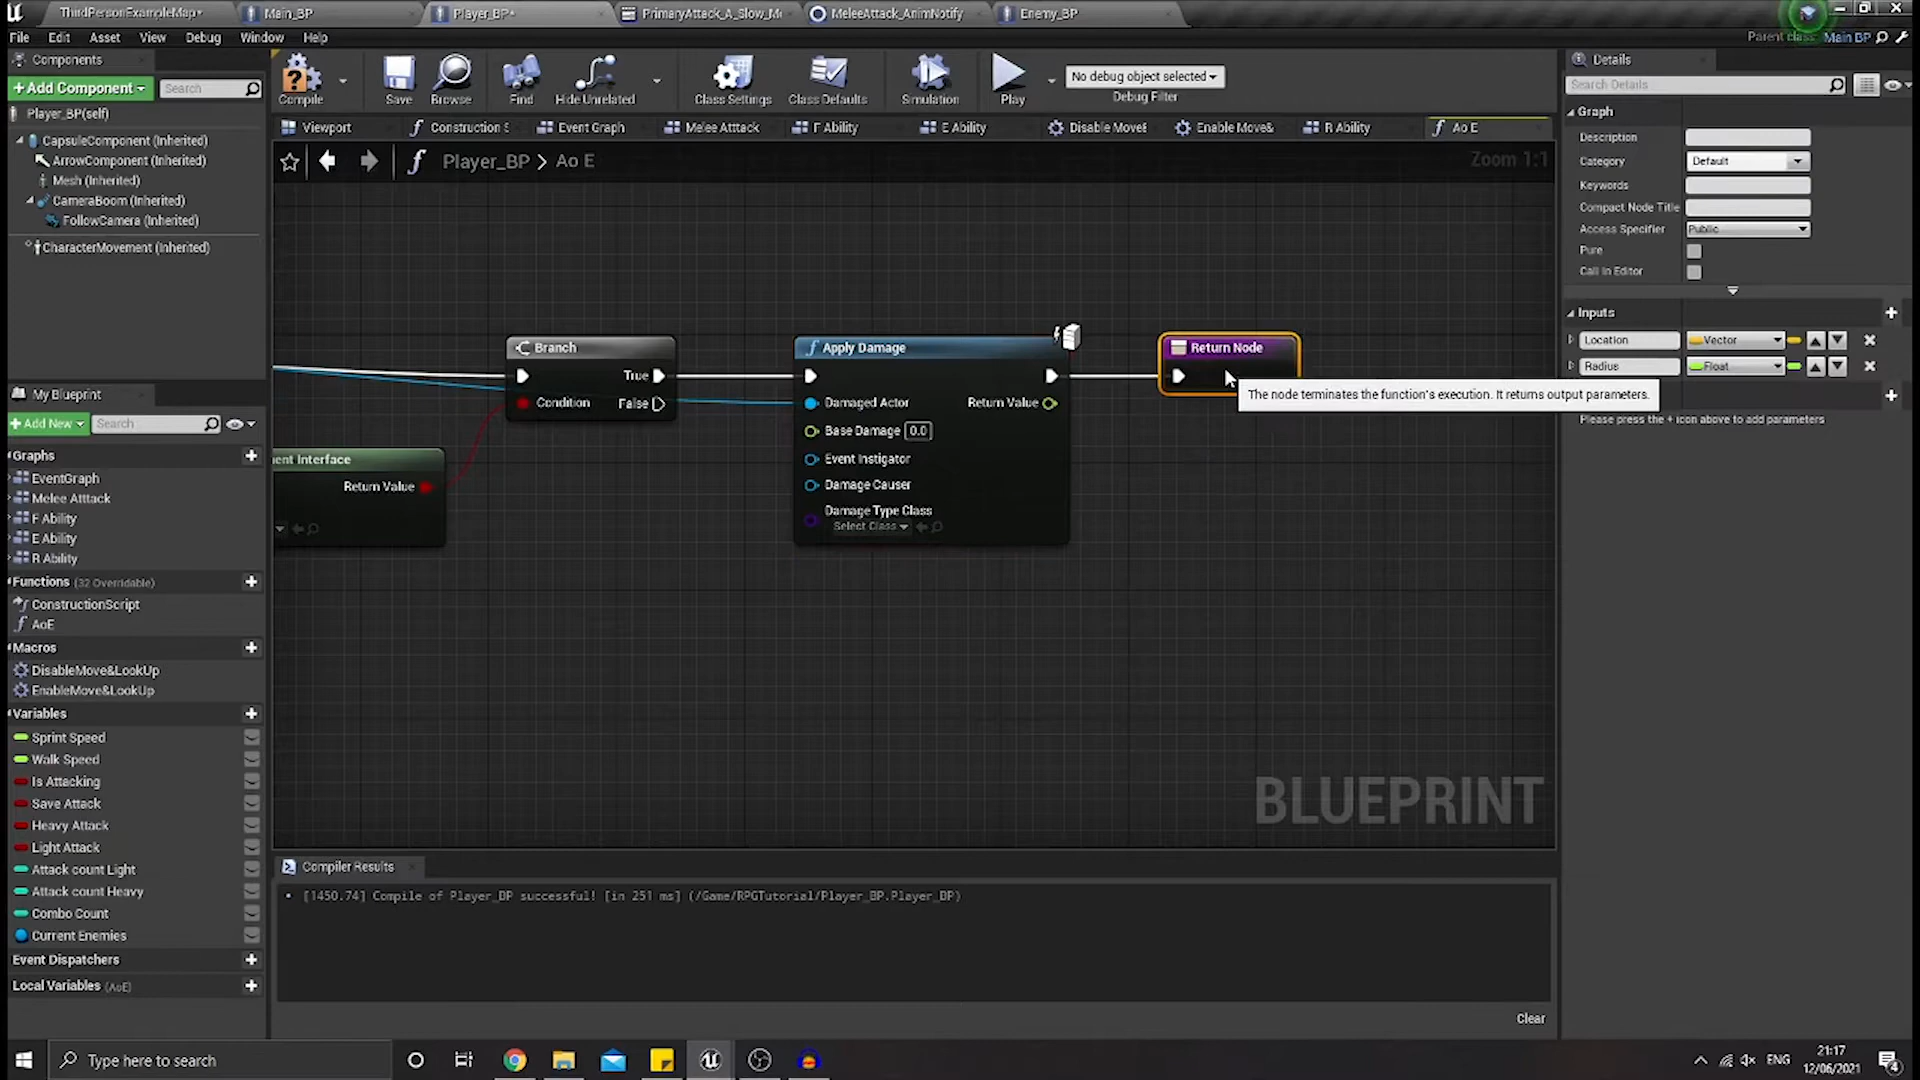 ThirdPersonExampleMap*
Main_BP
Player_BP*
PrimaryAttack_A_Slow_M
MeleeAttack_AnimNotify
Enemy_BP
File Edit Asset View Debug Window Help
Parent class: Main BP
Components
+Add Component
Search
Player_BP(self)
CapsuleComponent (Inherited)
ArrowComponent (Inherited)
Mesh (Inherited)
CameraBoom (Inherited)
FollowCamera (Inherited)
CharacterMovement (Inherited)
Compile
Save
Browse
Find
Hide Unrelated
Class Settings
Class Defaults
Simulation
Play
No debug object selected
Debug Filter
Viewport
Construction S
Event Graph
Melee Atttack
F Ability
E Ability
Disable Move&
Enable Move&
R Ability
Ao E
Player_BP > Ao E
Zoom 1:1
Branch
True
Condition
False
ent Interface
Return Value
Apply Damage
Damaged Actor
Return Value
Base Damage 0.0
Event Instigator
Damage Causer
Damage Type Class
Select Class
Return Node
The node terminates the function's execution. It returns output parameters.
BLUEPRINT
My Blueprint
+Add New
Search
Graphs
EventGraph
Melee Atttack
F Ability
E Ability
R Ability
Functions (32 Overridable)
ConstructionScript
AoE
Macros
DisableMove&LookUp
EnableMove&LookUp
Variables
Sprint Speed
Walk Speed
Is Attacking
Save Attack
Heavy Attack
Light Attack
Attack count Light
Attack count Heavy
Combo Count
Current Enemies
Event Dispatchers
Local Variables (AoE)
Compiler Results
[1450.74] Compile of Player_BP successful! [in 251 ms] (/Game/RPGTutorial/Player_BP.Player_BP)
Clear
Details
Search Details
Graph
Description
Category Default
Keywords
Compact Node Title
Access Specifier Public
Pure
Call In Editor
Inputs
Location Vector
Radius Float
Please press the + icon above to add parameters
Type here to search
ENG
21:17
12/06/2021
4